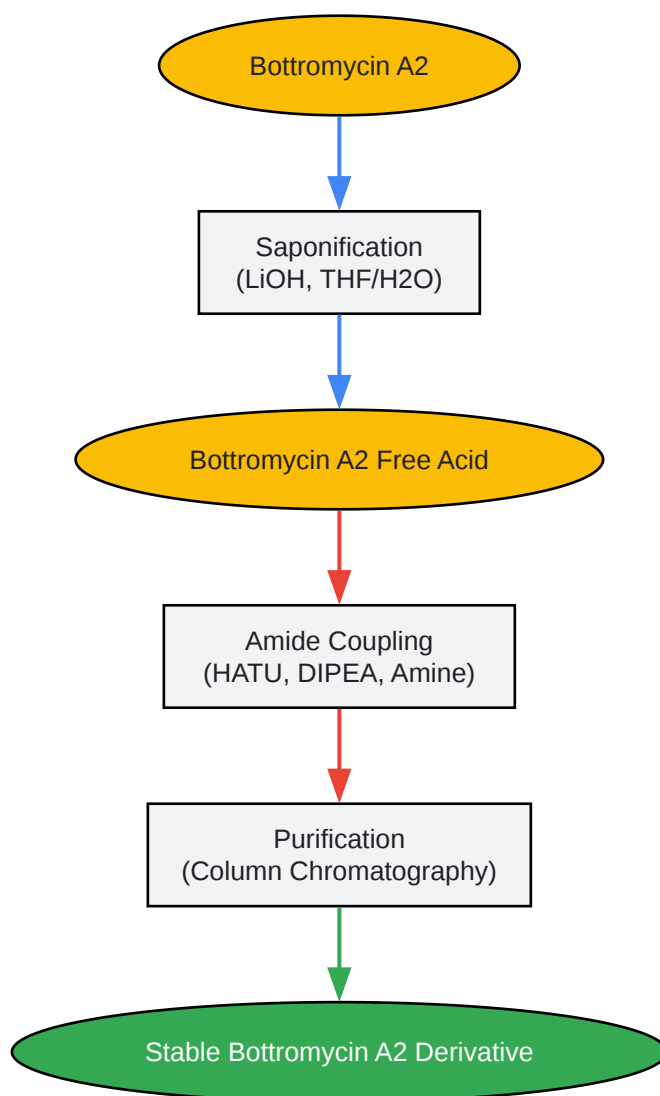 Bottromycin A2
Saponification
(LiOH, THF/H2O)
Bottromycin A2 Free Acid
Amide Coupling
(HATU, DIPEA, Amine)
Purification
(Column Chromatography)
Stable Bottromycin A2 Derivative